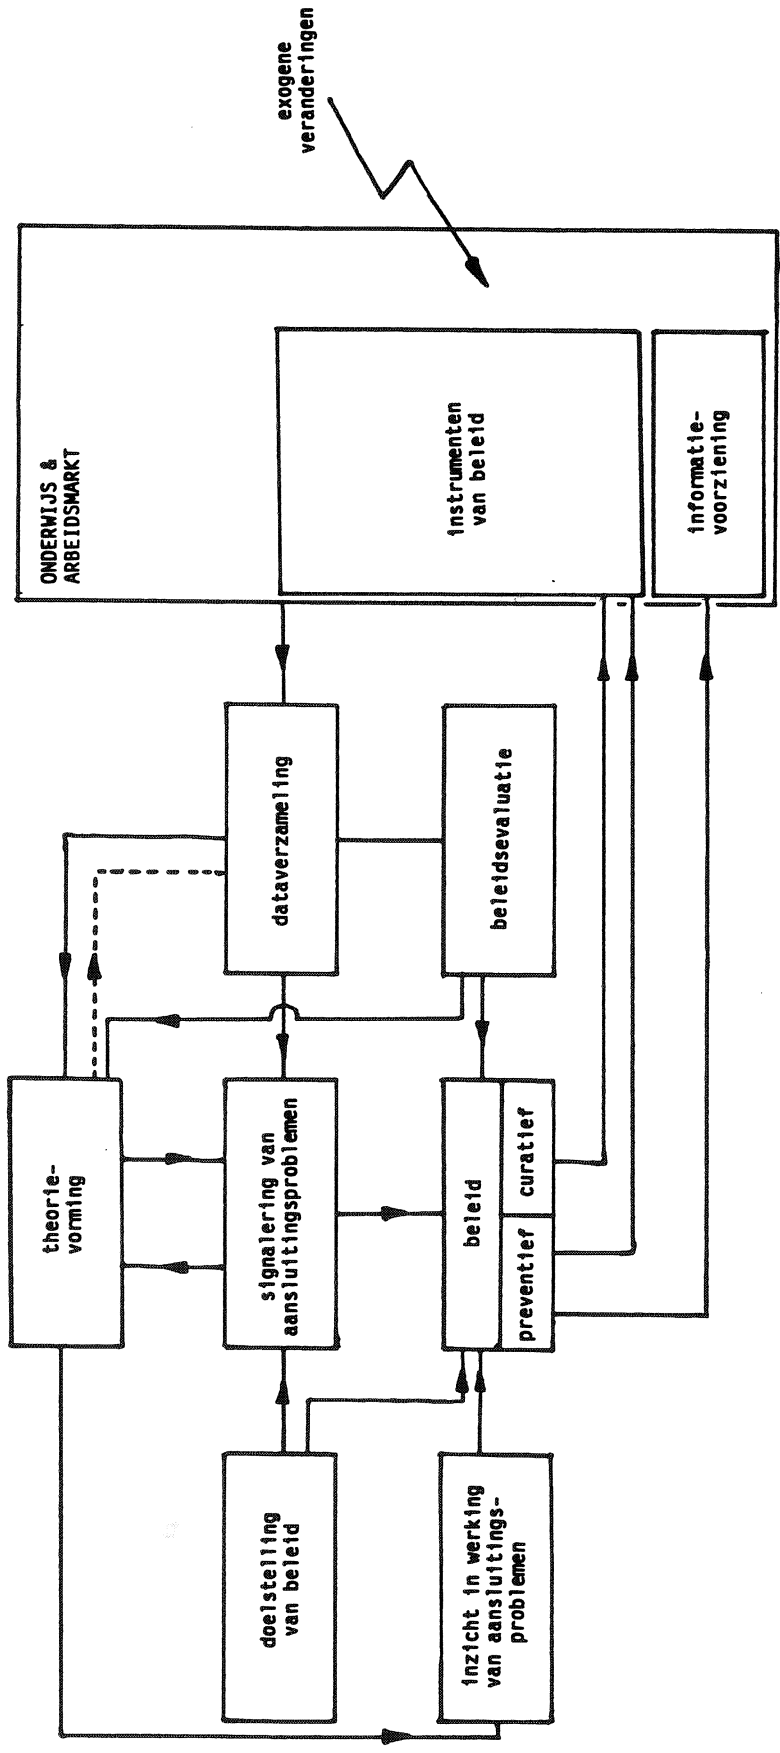 theorie-
vorming
doelstelling
van beleid
signalering van
aansluitingsproblemen
dataverzameling
ONDERWIJS &
ARBEIDSMARKT
exogene
veranderingen
inzicht in werking
van aansluitings-
problemen
beleid
preventief
curatief
beleidsevaluatie
instrumenten
van beleid
informatie-
voorziening